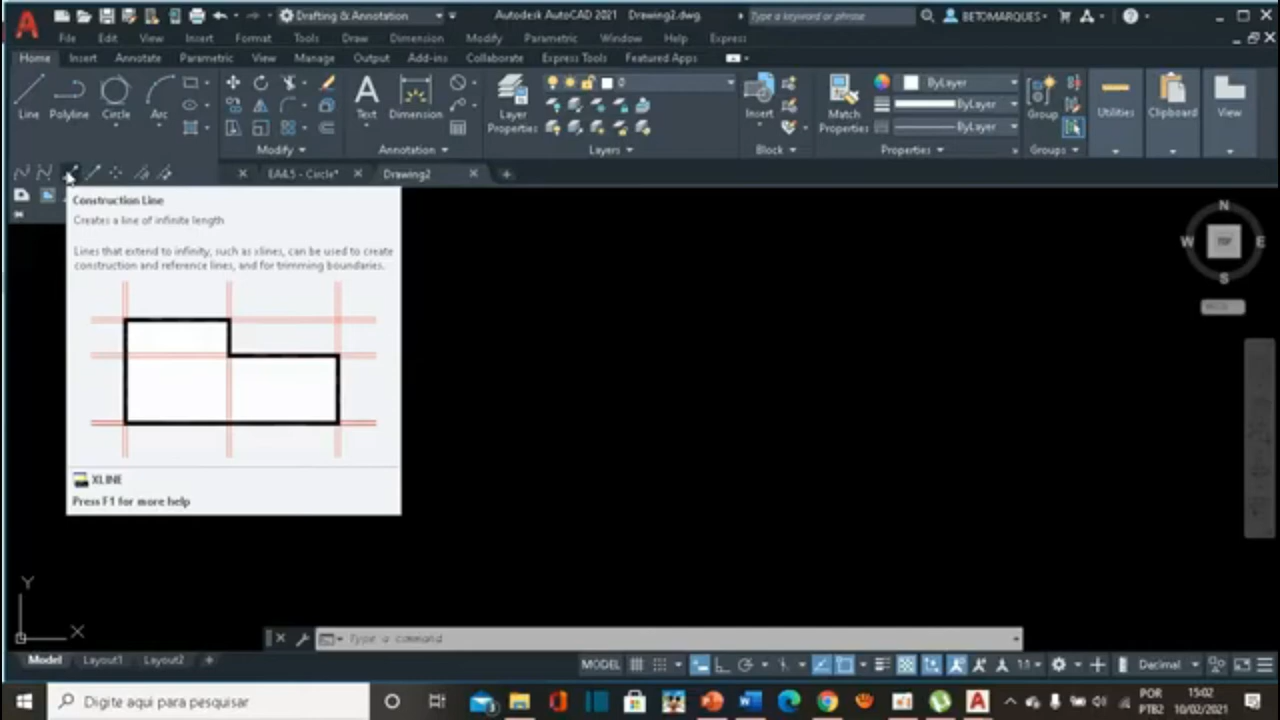 Drafting & Annotation
Autodesk AutoCAD 2021 Drawing2.dwg
Type a keyword or phrase
BETOMARQUES
File Edit View Insert Format Tools Draw Dimension Modify Parametric Window Help Express
Home Insert Annotate Parametric View Manage Output Add-ins Collaborate Express Tools Featured Apps
0
ByLayer
ByLayer
ByLayer
Line Polyline Circle Arc
Text Dimension
Layer Properties
Insert
Match Properties
Group
Utilities Clipboard View
Modify Annotation Layers Block Properties Groups
EA4.5 - Circle* Drawing2
Construction Line
Creates a line of infinite length
Lines that extend to infinity, such as xlines, can be used to create
construction and reference lines, and for trimming boundaries.
XLINE
Press F1 for more help
N
W TOP E
S
Y
X
Type a command
Model Layout1 Layout2
MODEL 1:1 Decimal
Digite aqui para pesquisar
POR
PTB2
15:02
10/02/2021